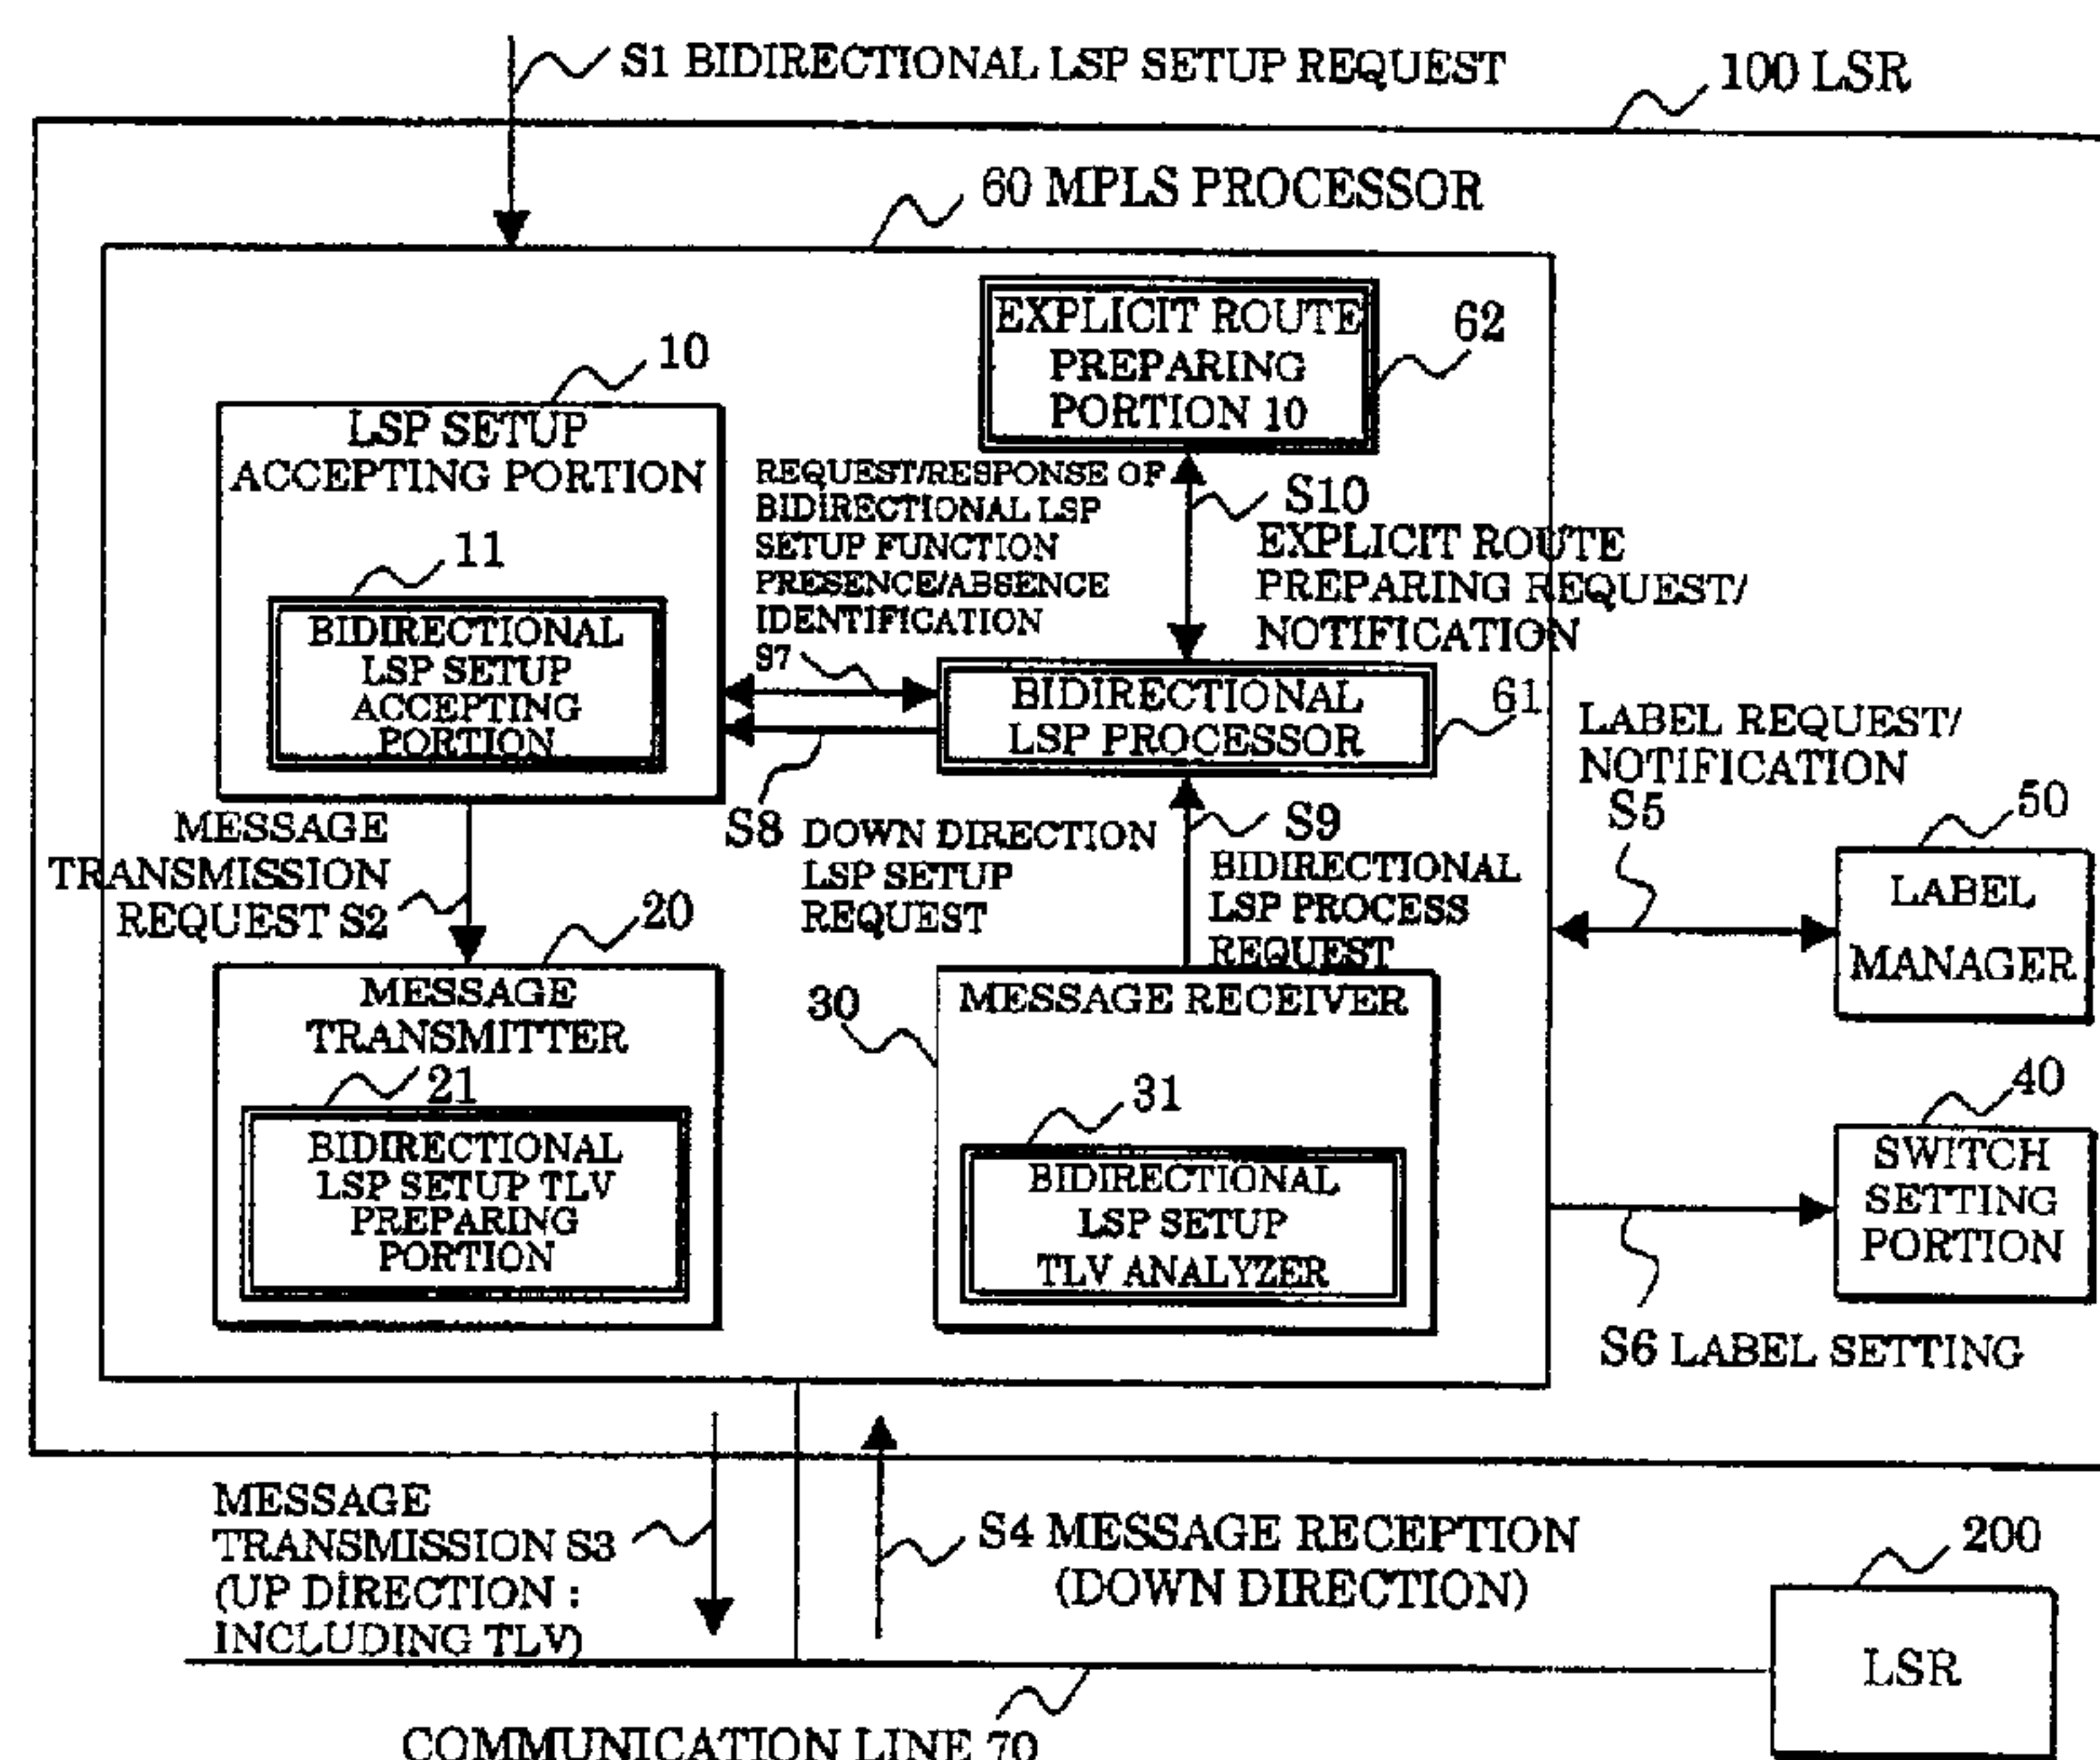 S1 BIDIRECTIONAL LSP SETUP REQUEST
100 LSR
60 MPLS PROCESSOR
EXPLICIT ROUTE
PREPARING
PORTION 10
62
10
LSP SETUP
ACCEPTING PORTION
11
BIDIRECTIONAL
LSP SETUP
ACCEPTING
PORTION
REQUEST/RESPONSE OF
BIDIRECTIONAL LSP
SETUP FUNCTION
PRESENCE/ABSENCE
IDENTIFICATION
S7
S10
EXPLICIT ROUTE
PREPARING REQUEST/
NOTIFICATION
BIDIRECTIONAL
LSP PROCESSOR
61
LABEL REQUEST/
NOTIFICATION
S5
50
LABEL
MANAGER
MESSAGE
TRANSMISSION
REQUEST S2
S8 DOWN DIRECTION
LSP SETUP
REQUEST
S9
BIDIRECTIONAL
LSP PROCESS
REQUEST
20
MESSAGE
TRANSMITTER
21
BIDIRECTIONAL
LSP SETUP TLV
PREPARING
PORTION
30
MESSAGE RECEIVER
31
BIDIRECTIONAL
LSP SETUP
TLV ANALYZER
40
SWITCH
SETTING
PORTION
S6 LABEL SETTING
MESSAGE
TRANSMISSION S3
(UP DIRECTION :
INCLUDING TLV)
S4 MESSAGE RECEPTION
(DOWN DIRECTION)
200
LSR
COMMUNICATION LINE 70